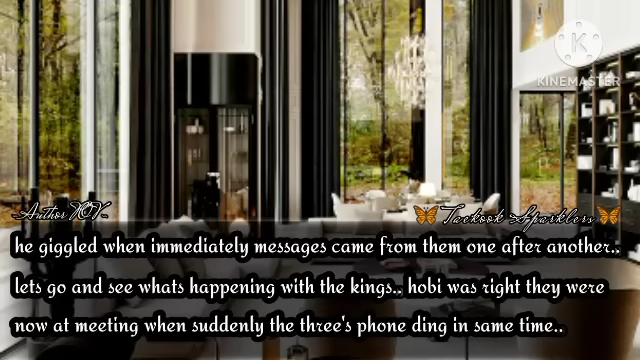 KINEMASTER
Author POV-
🦋 Taekook Sparklers 🦋
he giggled when immediately messages came from them one after another..
lets go and see whats happening with the kings.. hobi was right they were
now at meeting when suddenly the three's phone ding in same time..